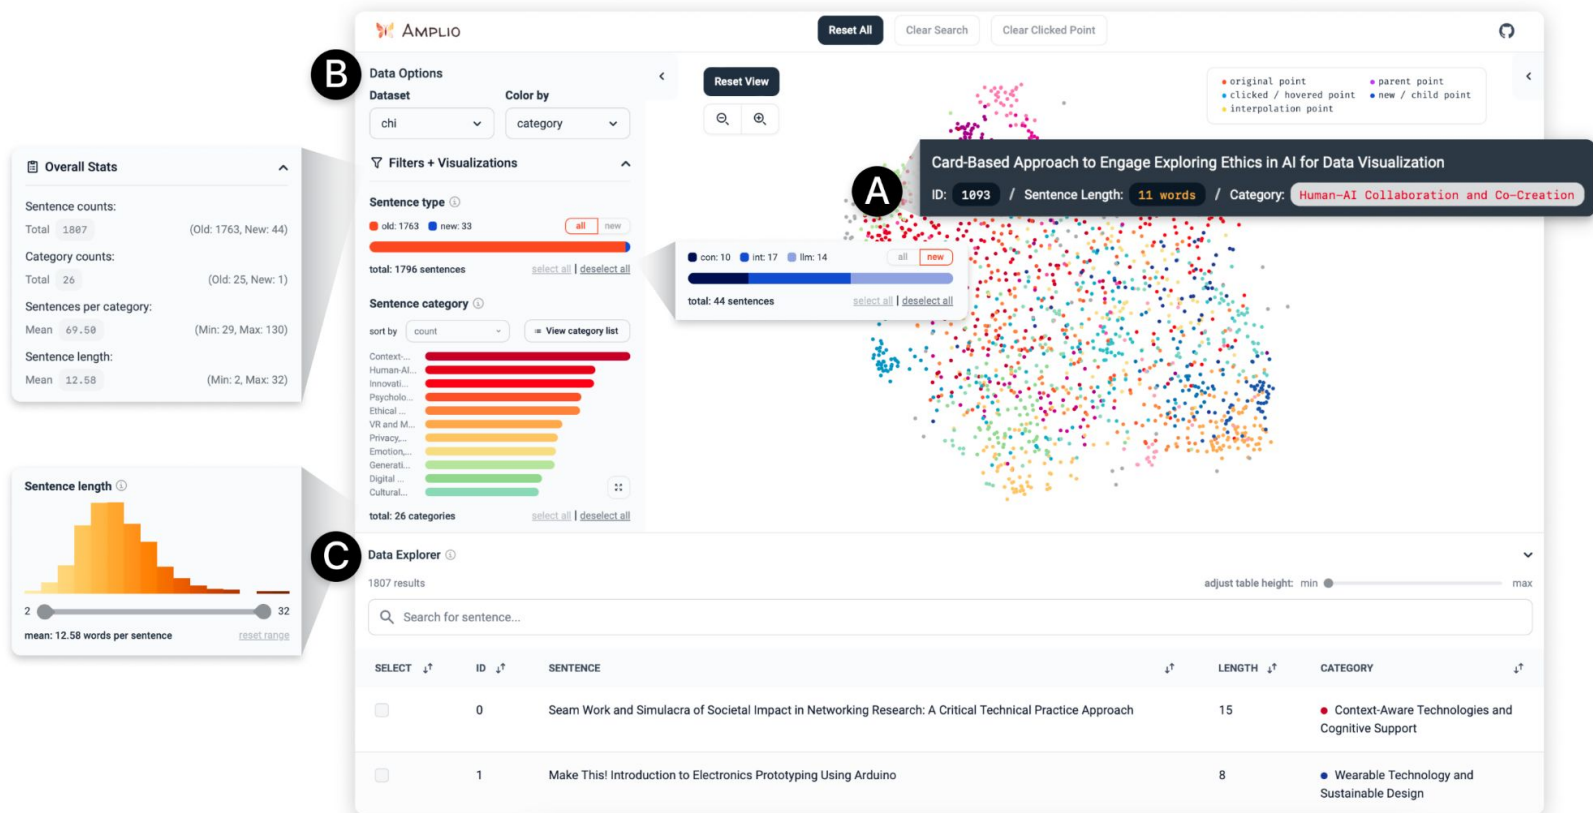 AMPLIO
Reset All
Clear Search
Clear Clicked Point
B
Data Options
Dataset
Color by
chi
category
Filters + Visualizations
Sentence type
old: 1763
new: 33
all
new
total: 1796 sentences
select all | deselect all
Sentence category
sort by
count
View category list
Context-...
Human-AI...
Innovati...
Psycholo...
Ethical ...
VR and M...
Privacy,...
Emotion,...
Generati...
Digital ...
Cultural...
total: 26 categories
select all | deselect all
Overall Stats
Sentence counts:
Total 1807 (Old: 1763, New: 44)
Category counts:
Total 26 (Old: 25, New: 1)
Sentences per category:
Mean 69.50 (Min: 29, Max: 130)
Sentence length:
Mean 12.58 (Min: 2, Max: 32)
Sentence length
2
32
mean: 12.58 words per sentence
reset range
con: 10
int: 17
llm: 14
all
new
total: 44 sentences
select all | deselect all
Reset View
original point
parent point
clicked / hovered point
new / child point
interpolation point
A
Card-Based Approach to Engage Exploring Ethics in AI for Data Visualization
ID: 1093 / Sentence Length: 11 words / Category: Human-AI Collaboration and Co-Creation
C
Data Explorer
1807 results
adjust table height: min
max
Search for sentence...
SELECT
ID
SENTENCE
LENGTH
CATEGORY
0
Seam Work and Simulacra of Societal Impact in Networking Research: A Critical Technical Practice Approach
15
Context-Aware Technologies and
Cognitive Support
1
Make This! Introduction to Electronics Prototyping Using Arduino
8
Wearable Technology and
Sustainable Design